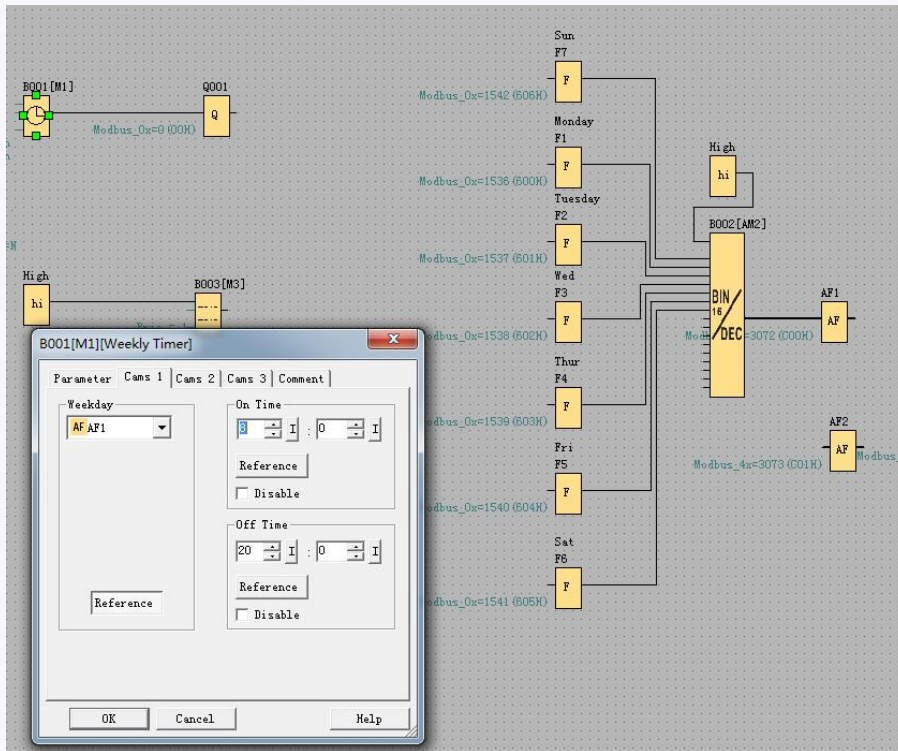 Sun
F7
F
Modbus_0x=1542(606H)
B001[M1]
Q001
Q
Modbus_0x=0(00H)
Monday
F1
F
Modbus_0x=1536(600H)
High
hi
Tuesday
F2
F
Modbus_0x=1537(601H)
B002[AM2]
BIN
16
DEC
=N
High
hi
B003[M3]
Wed
F3
F
Modbus_0x=1538(602H)
AF1
AF
=3072(C00H)
Thur
F4
F
Modbus_0x=1539(603H)
AF2
AF
Modbus_4x=3073(C01H)
Modbus_
Fri
F5
F
odbus_0x=1540(604H)
Sat
F6
F
odbus_0x=1541(605H)
B001[M1][Weekly Timer]
Parameter Cams 1 Cams 2 Cams 3 Comment
Weekday
AF AF1
Reference
On Time
8 I : 0 I
Reference
Disable
Off Time
20 I : 0 I
Reference
Disable
OK Cancel Help